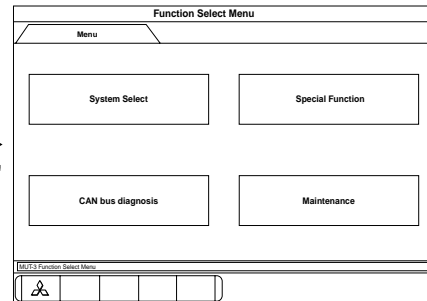 Function Select Menu
Menu
System Select
Special Function
CAN bus diagnosis
Maintenance
MUT-3 Function Select Menu